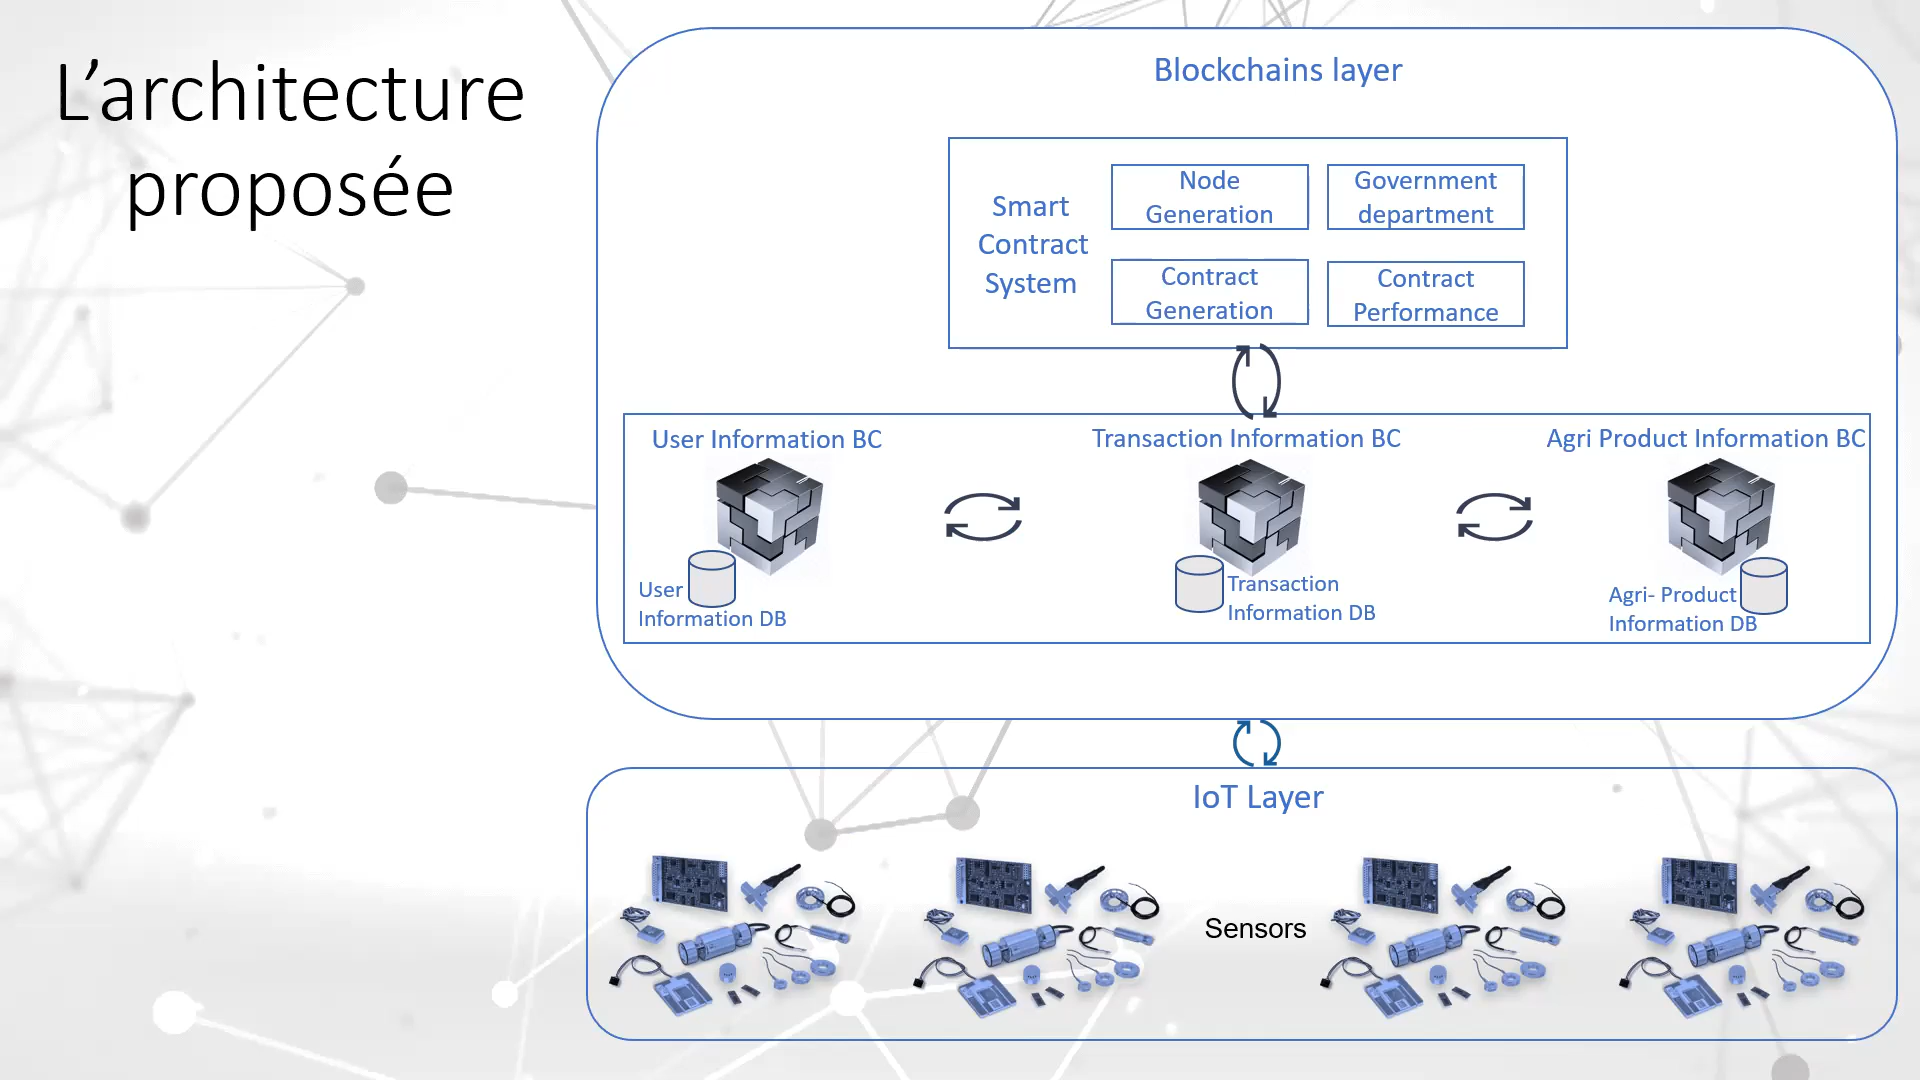 L’architecture
proposée
Blockchains layer
Smart
Contract
System
Node
Generation
Government
department
Contract
Generation
Contract
Performance
User Information BC
Transaction Information BC
Agri Product Information BC
User
Information DB
Transaction
Information DB
Agri- Product
Information DB
IoT Layer
Sensors